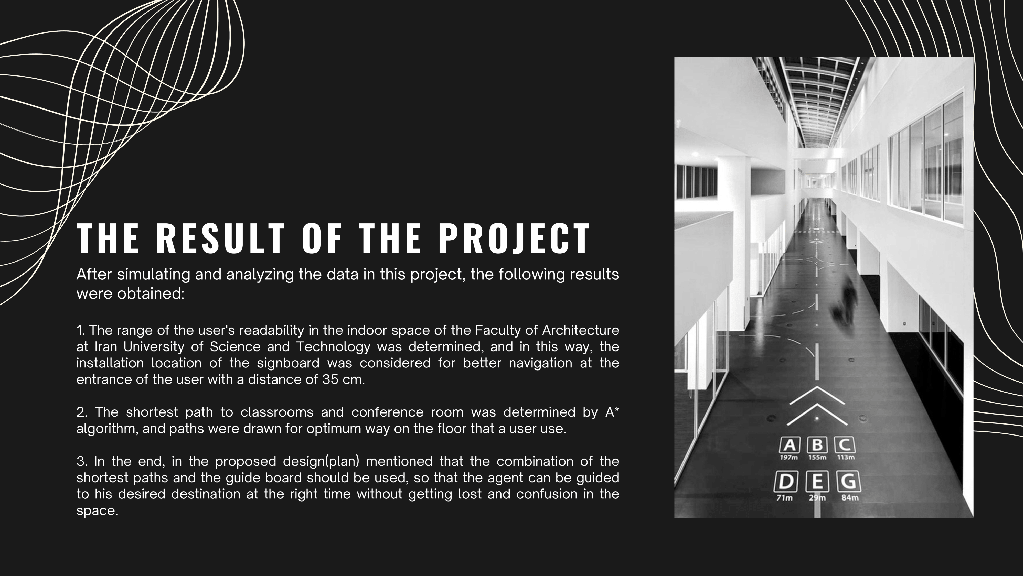 THE RESULT OF THE PROJECT
After simulating and analyzing the data in this project, the following results
were obtained:
1. The range of the user's readability in the indoor space of the Faculty of Architecture
at Iran University of Science and Technology was determined, and in this way, the
installation location of the signboard was considered for better navigation at the
entrance of the user with a distance of 35 cm.
2. The shortest path to classrooms and conference room was determined by A*
algorithm, and paths were drawn for optimum way on the floor that a user use.
3. In the end, in the proposed design(plan) mentioned that the combination of the
shortest paths and the guide board should be used, so that the agent can be guided
to his desired destination at the right time without getting lost and confusion in the
space.
A B C
197m 155m 113m
D E G
71m 29m 84m